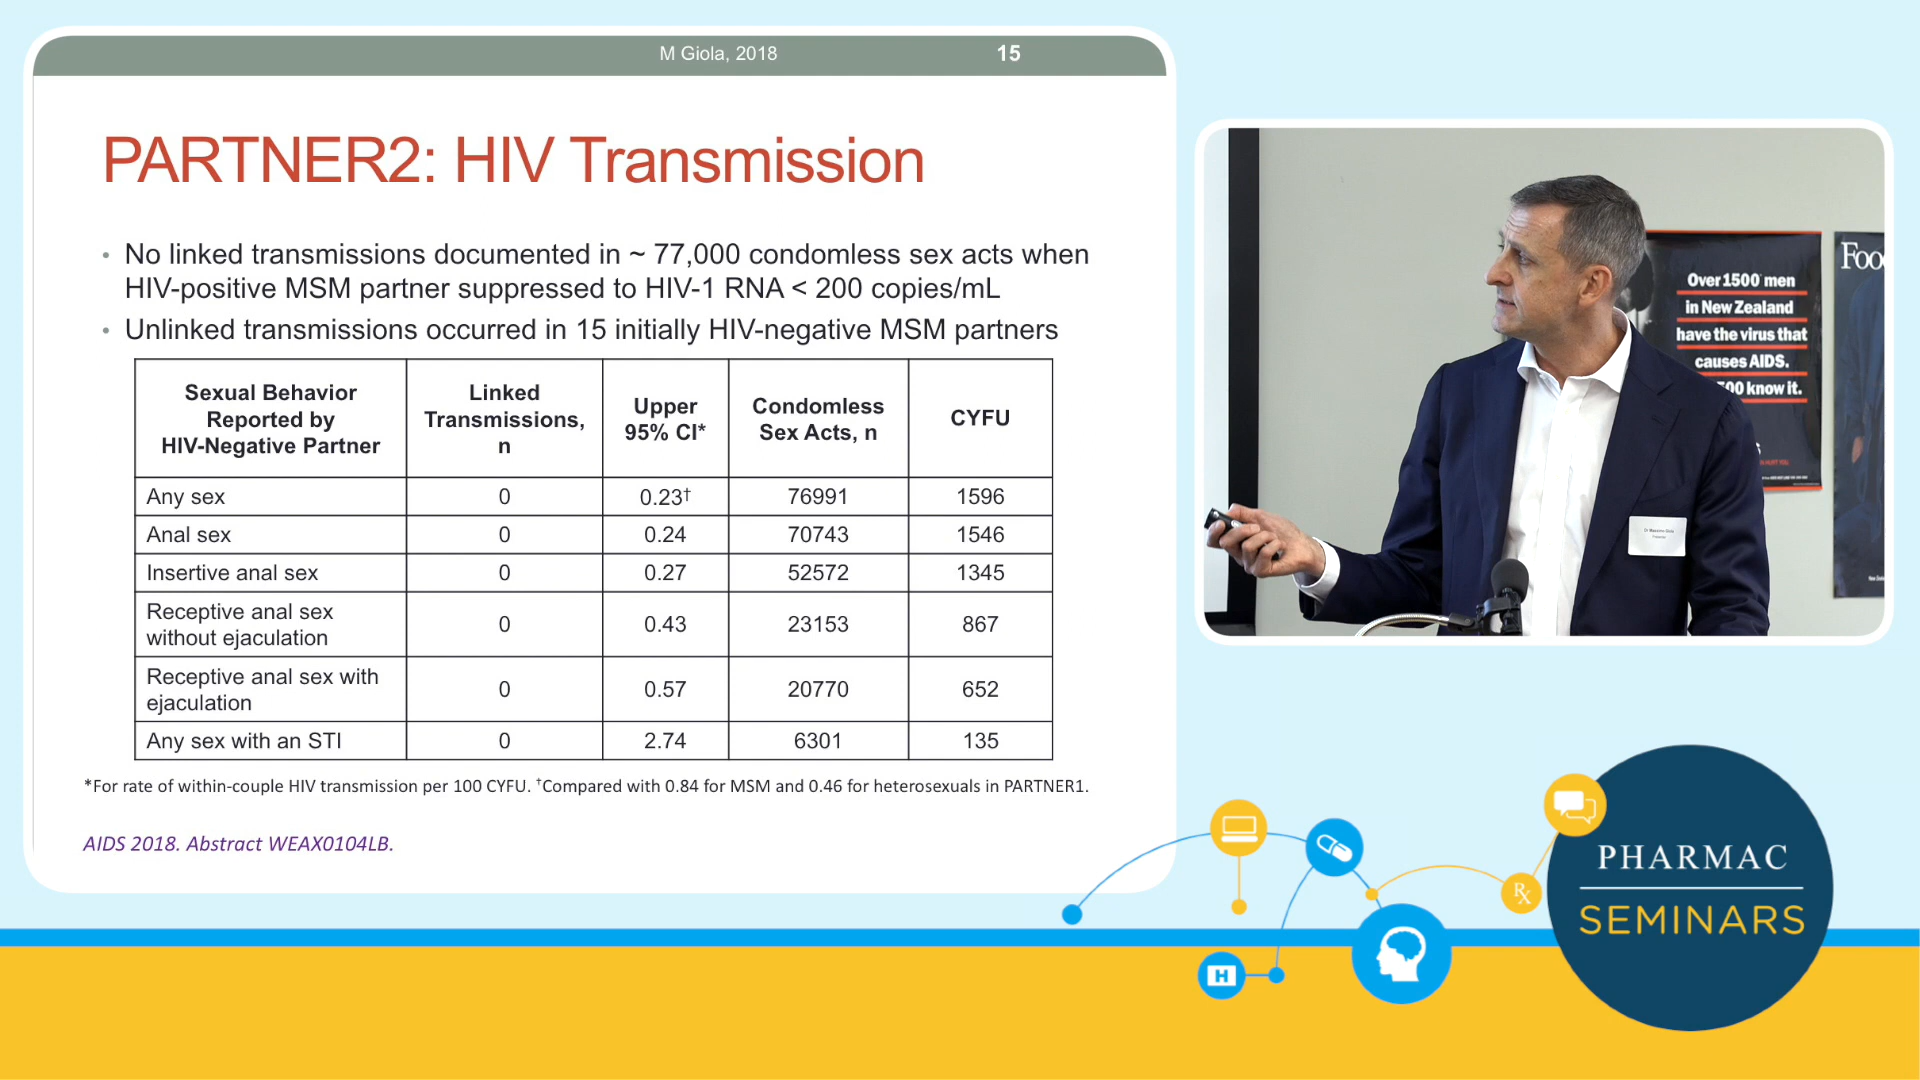 M Giola, 2018
15
PARTNER2: HIV Transmission
• No linked transmissions documented in ~ 77,000 condomless sex acts when
HIV-positive MSM partner suppressed to HIV-1 RNA < 200 copies/mL
• Unlinked transmissions occurred in 15 initially HIV-negative MSM partners
Sexual Behavior Reported by HIV-Negative Partner | Linked Transmissions, n | Upper 95% CI* | Condomless Sex Acts, n | CYFU
Any sex | 0 | 0.23† | 76991 | 1596
Anal sex | 0 | 0.24 | 70743 | 1546
Insertive anal sex | 0 | 0.27 | 52572 | 1345
Receptive anal sex without ejaculation | 0 | 0.43 | 23153 | 867
Receptive anal sex with ejaculation | 0 | 0.57 | 20770 | 652
Any sex with an STI | 0 | 2.74 | 6301 | 135
*For rate of within-couple HIV transmission per 100 CYFU. †Compared with 0.84 for MSM and 0.46 for heterosexuals in PARTNER1.
AIDS 2018. Abstract WEAX0104LB.
Over 1500 men
in New Zealand
have the virus that
causes AIDS.
00 know it.
Foo
H
Rx
PHARMAC
SEMINARS